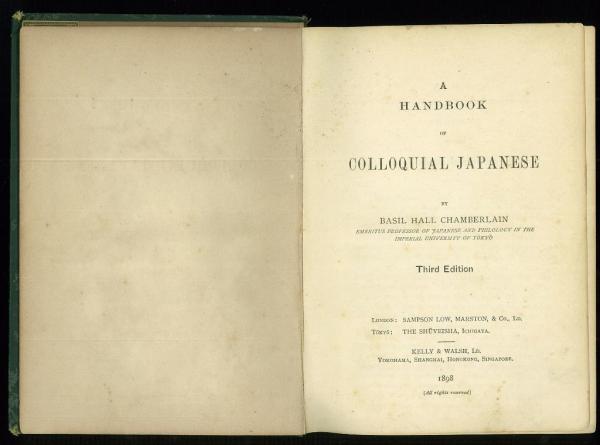 A
HANDBOOK
OF
COLLOQUIAL JAPANESE
BY
BASIL HALL CHAMBERLAIN
EMERITUS PROFESSOR OF JAPANESE AND PHILOLOGY IN THE
IMPERIAL UNIVERSITY OF TŌKYŌ
Third Edition
LONDON: SAMPSON LOW, MARSTON, & Co., LD.
TŌKYŌ: THE SHŪYEISHA, ICHIGAYA.
KELLY & WALSH, LD.
YOKOHAMA, SHANGHAI, HONGKONG, SINGAPORE.
1898
(All rights reserved)